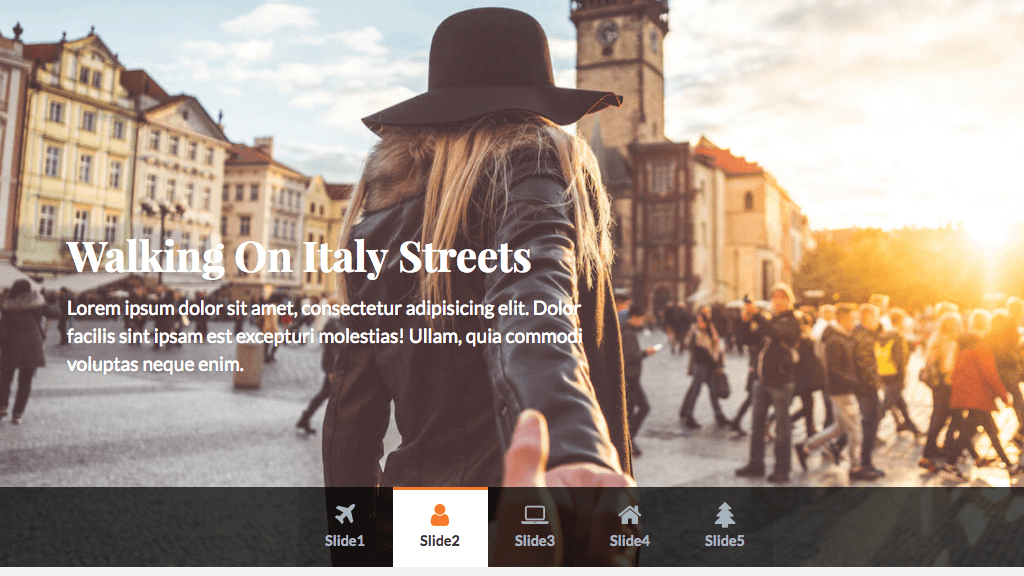 Walking On Italy Streets
Lorem ipsum dolor sit amet, consectetur adipisicing elit. Dolor
facilis sint ipsam est excepturi molestias! Ullam, quia commodi
voluptas neque enim.
Slide1
Slide2
Slide3
Slide4
Slide5